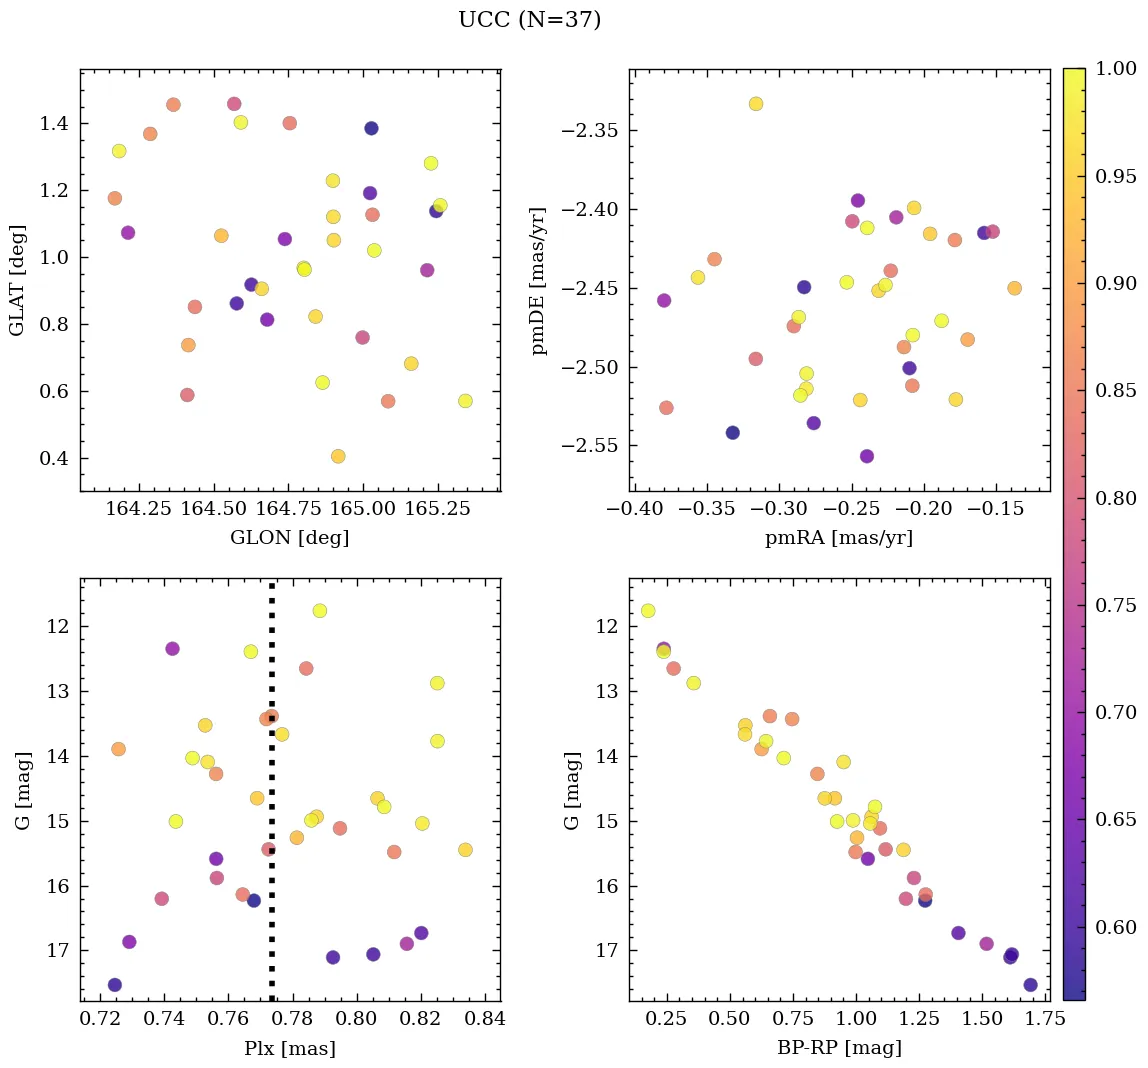 UCC (N=37)
1.4
1.2
1.0
0.8
0.6
0.4
GLAT [deg]
164.25 164.50 164.75 165.00 165.25
GLON [deg]
−2.35
−2.40
−2.45
−2.50
−2.55
pmDE [mas/yr]
−0.40 −0.35 −0.30 −0.25 −0.20 −0.15
pmRA [mas/yr]
12
13
14
15
16
17
G [mag]
0.72 0.74 0.76 0.78 0.80 0.82 0.84
Plx [mas]
12
13
14
15
16
17
G [mag]
0.25 0.50 0.75 1.00 1.25 1.50 1.75
BP-RP [mag]
1.00
0.95
0.90
0.85
0.80
0.75
0.70
0.65
0.60